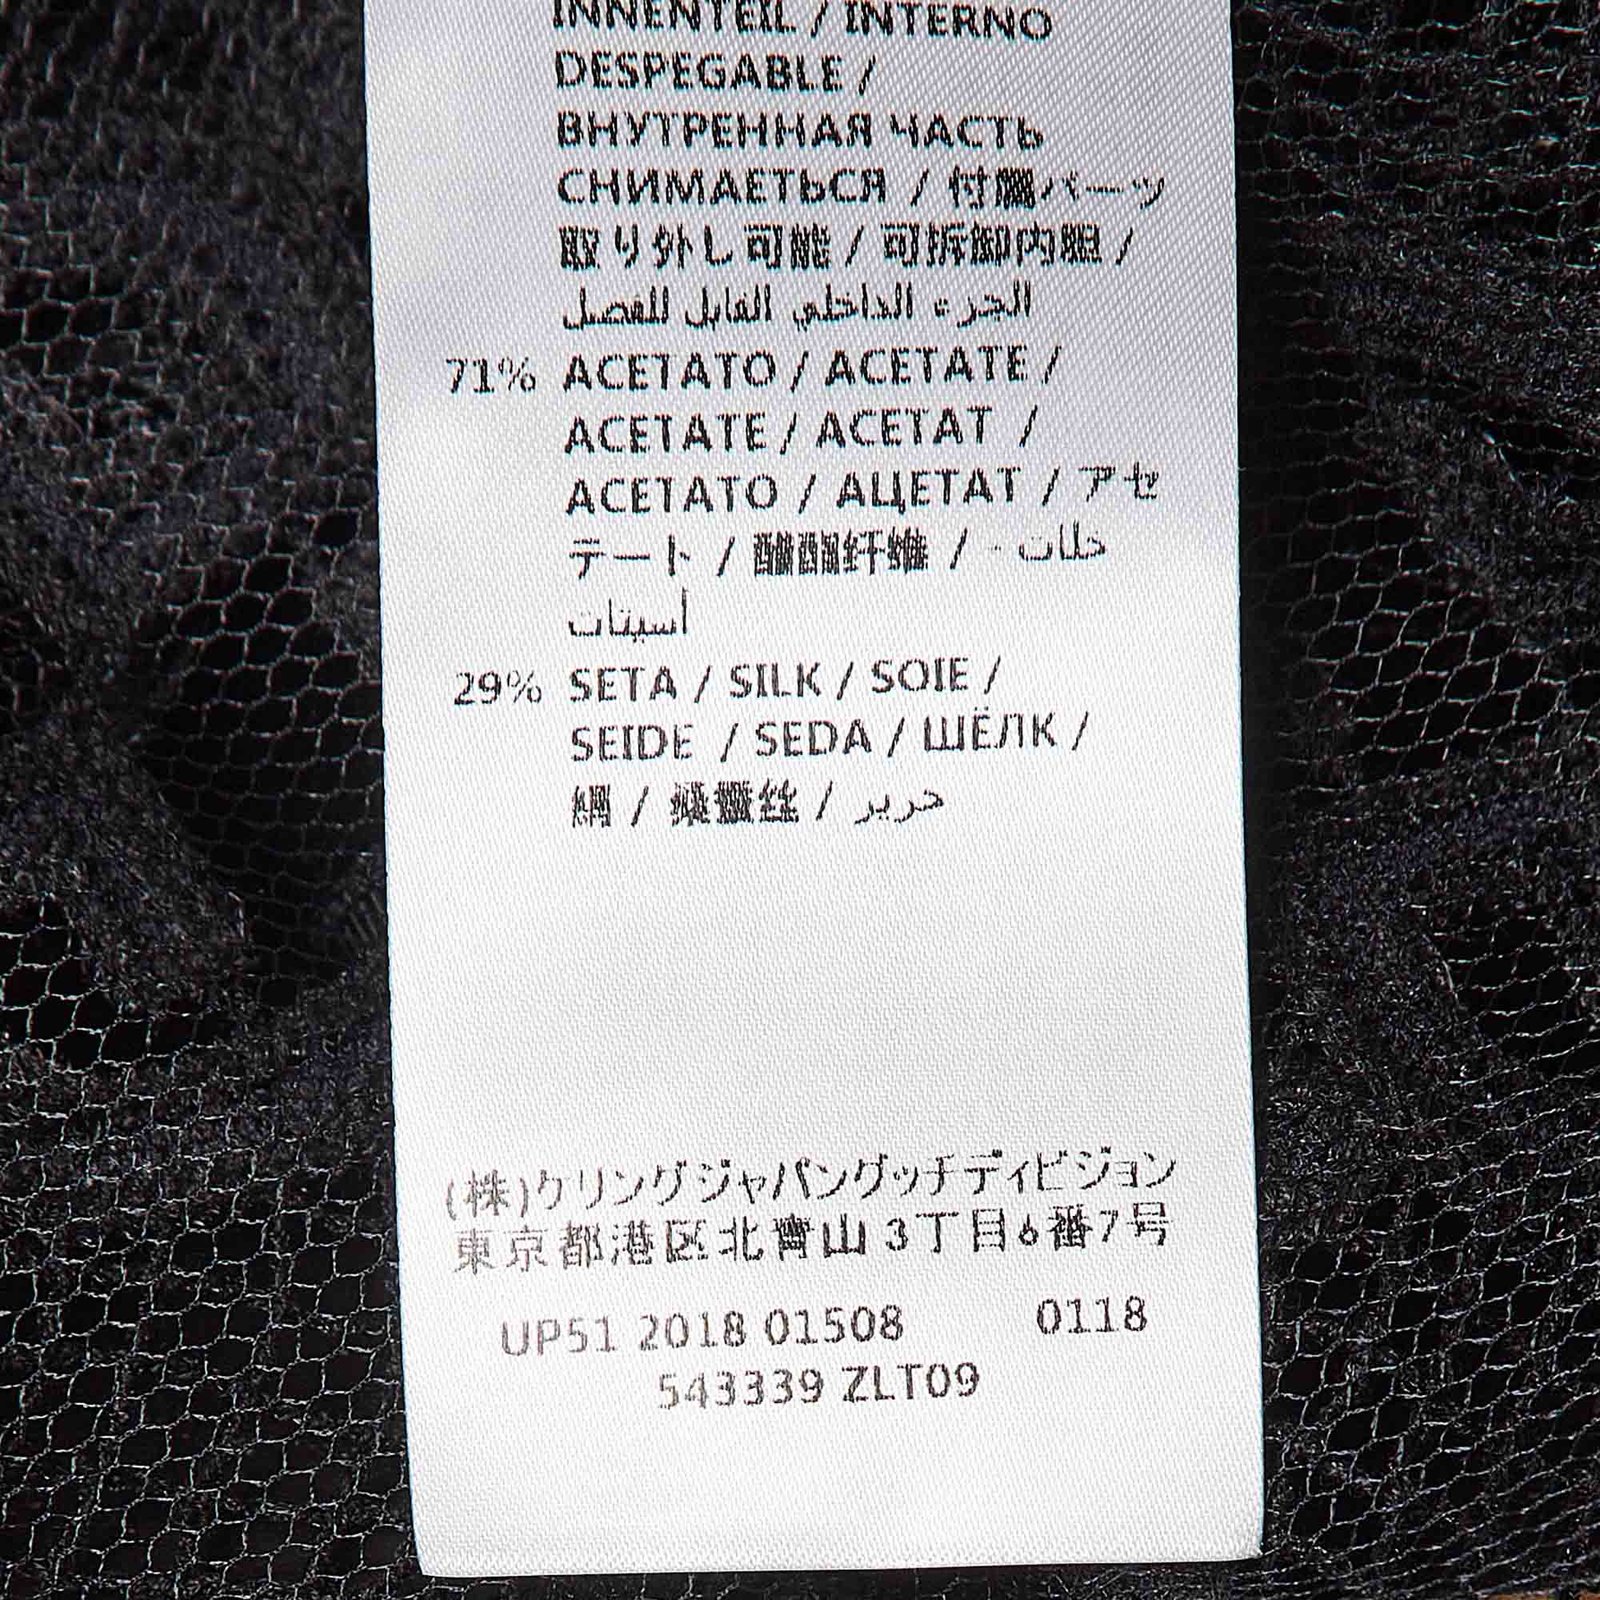 INNENTEIL / INTERNO
DESPEGABLE /
ВНУТРЕННАЯ ЧАСТЬ
СНИМАЕТЬСЯ / 付属パーツ
取り外し可能 / 可拆卸内胆 /
الجزء الداخلي القابل للفصل
71% ACETATO / ACETATE /
ACETATE / ACETAT /
ACETATO / АЦЕТАТ / アセ
テート / 醋酯纤维 / خلات -
أسيتات
29% SETA / SILK / SOIE /
SEIDE / SEDA / ШЁЛК /
絹 / 桑蚕丝 / حرير
(株)ケリングジャパングッチディビジョン
東京都港区北青山3丁目6番7号
UP51 2018 01508 0118
543339 ZLT09